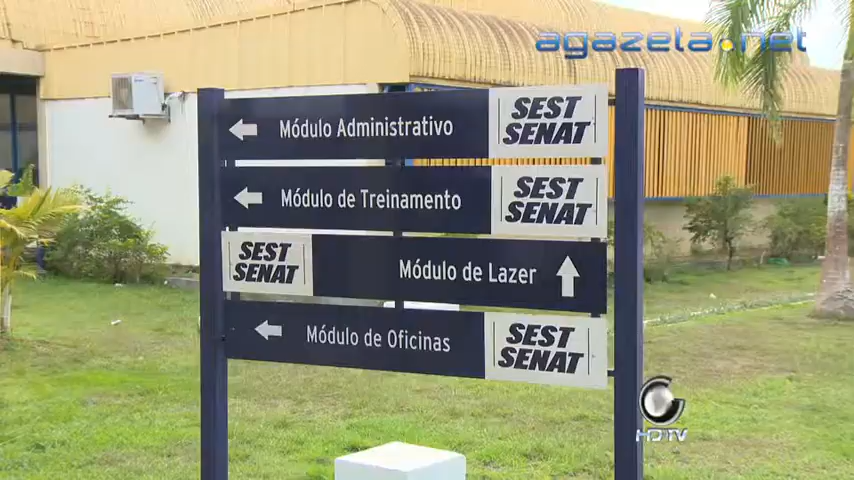 agazeta.net
Módulo Administrativo
SEST
SENAT
Módulo de Treinamento
SEST
SENAT
SEST
SENAT
Módulo de Lazer
Módulo de Oficinas
SEST
SENAT
HDTV